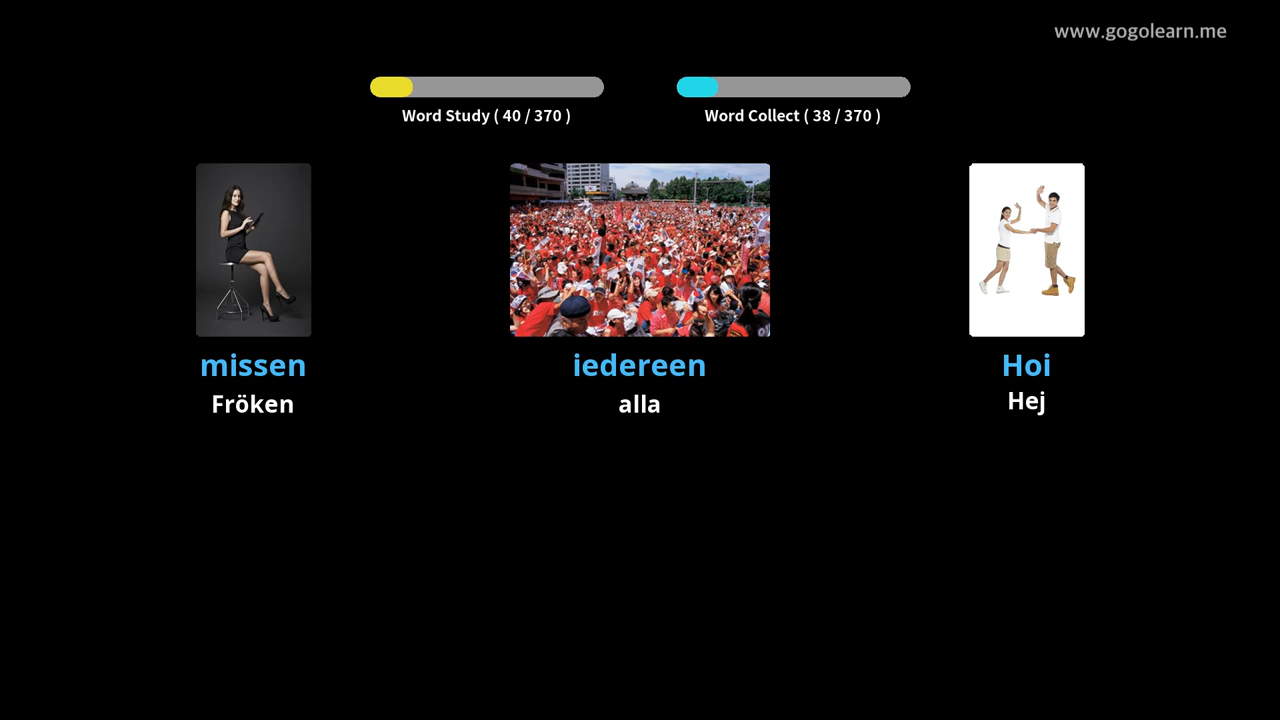 www.gogolearn.me
Word Study ( 40 / 370 )
Word Collect ( 38 / 370 )
missen
iedereen
Hoi
Fröken
alla
Hej